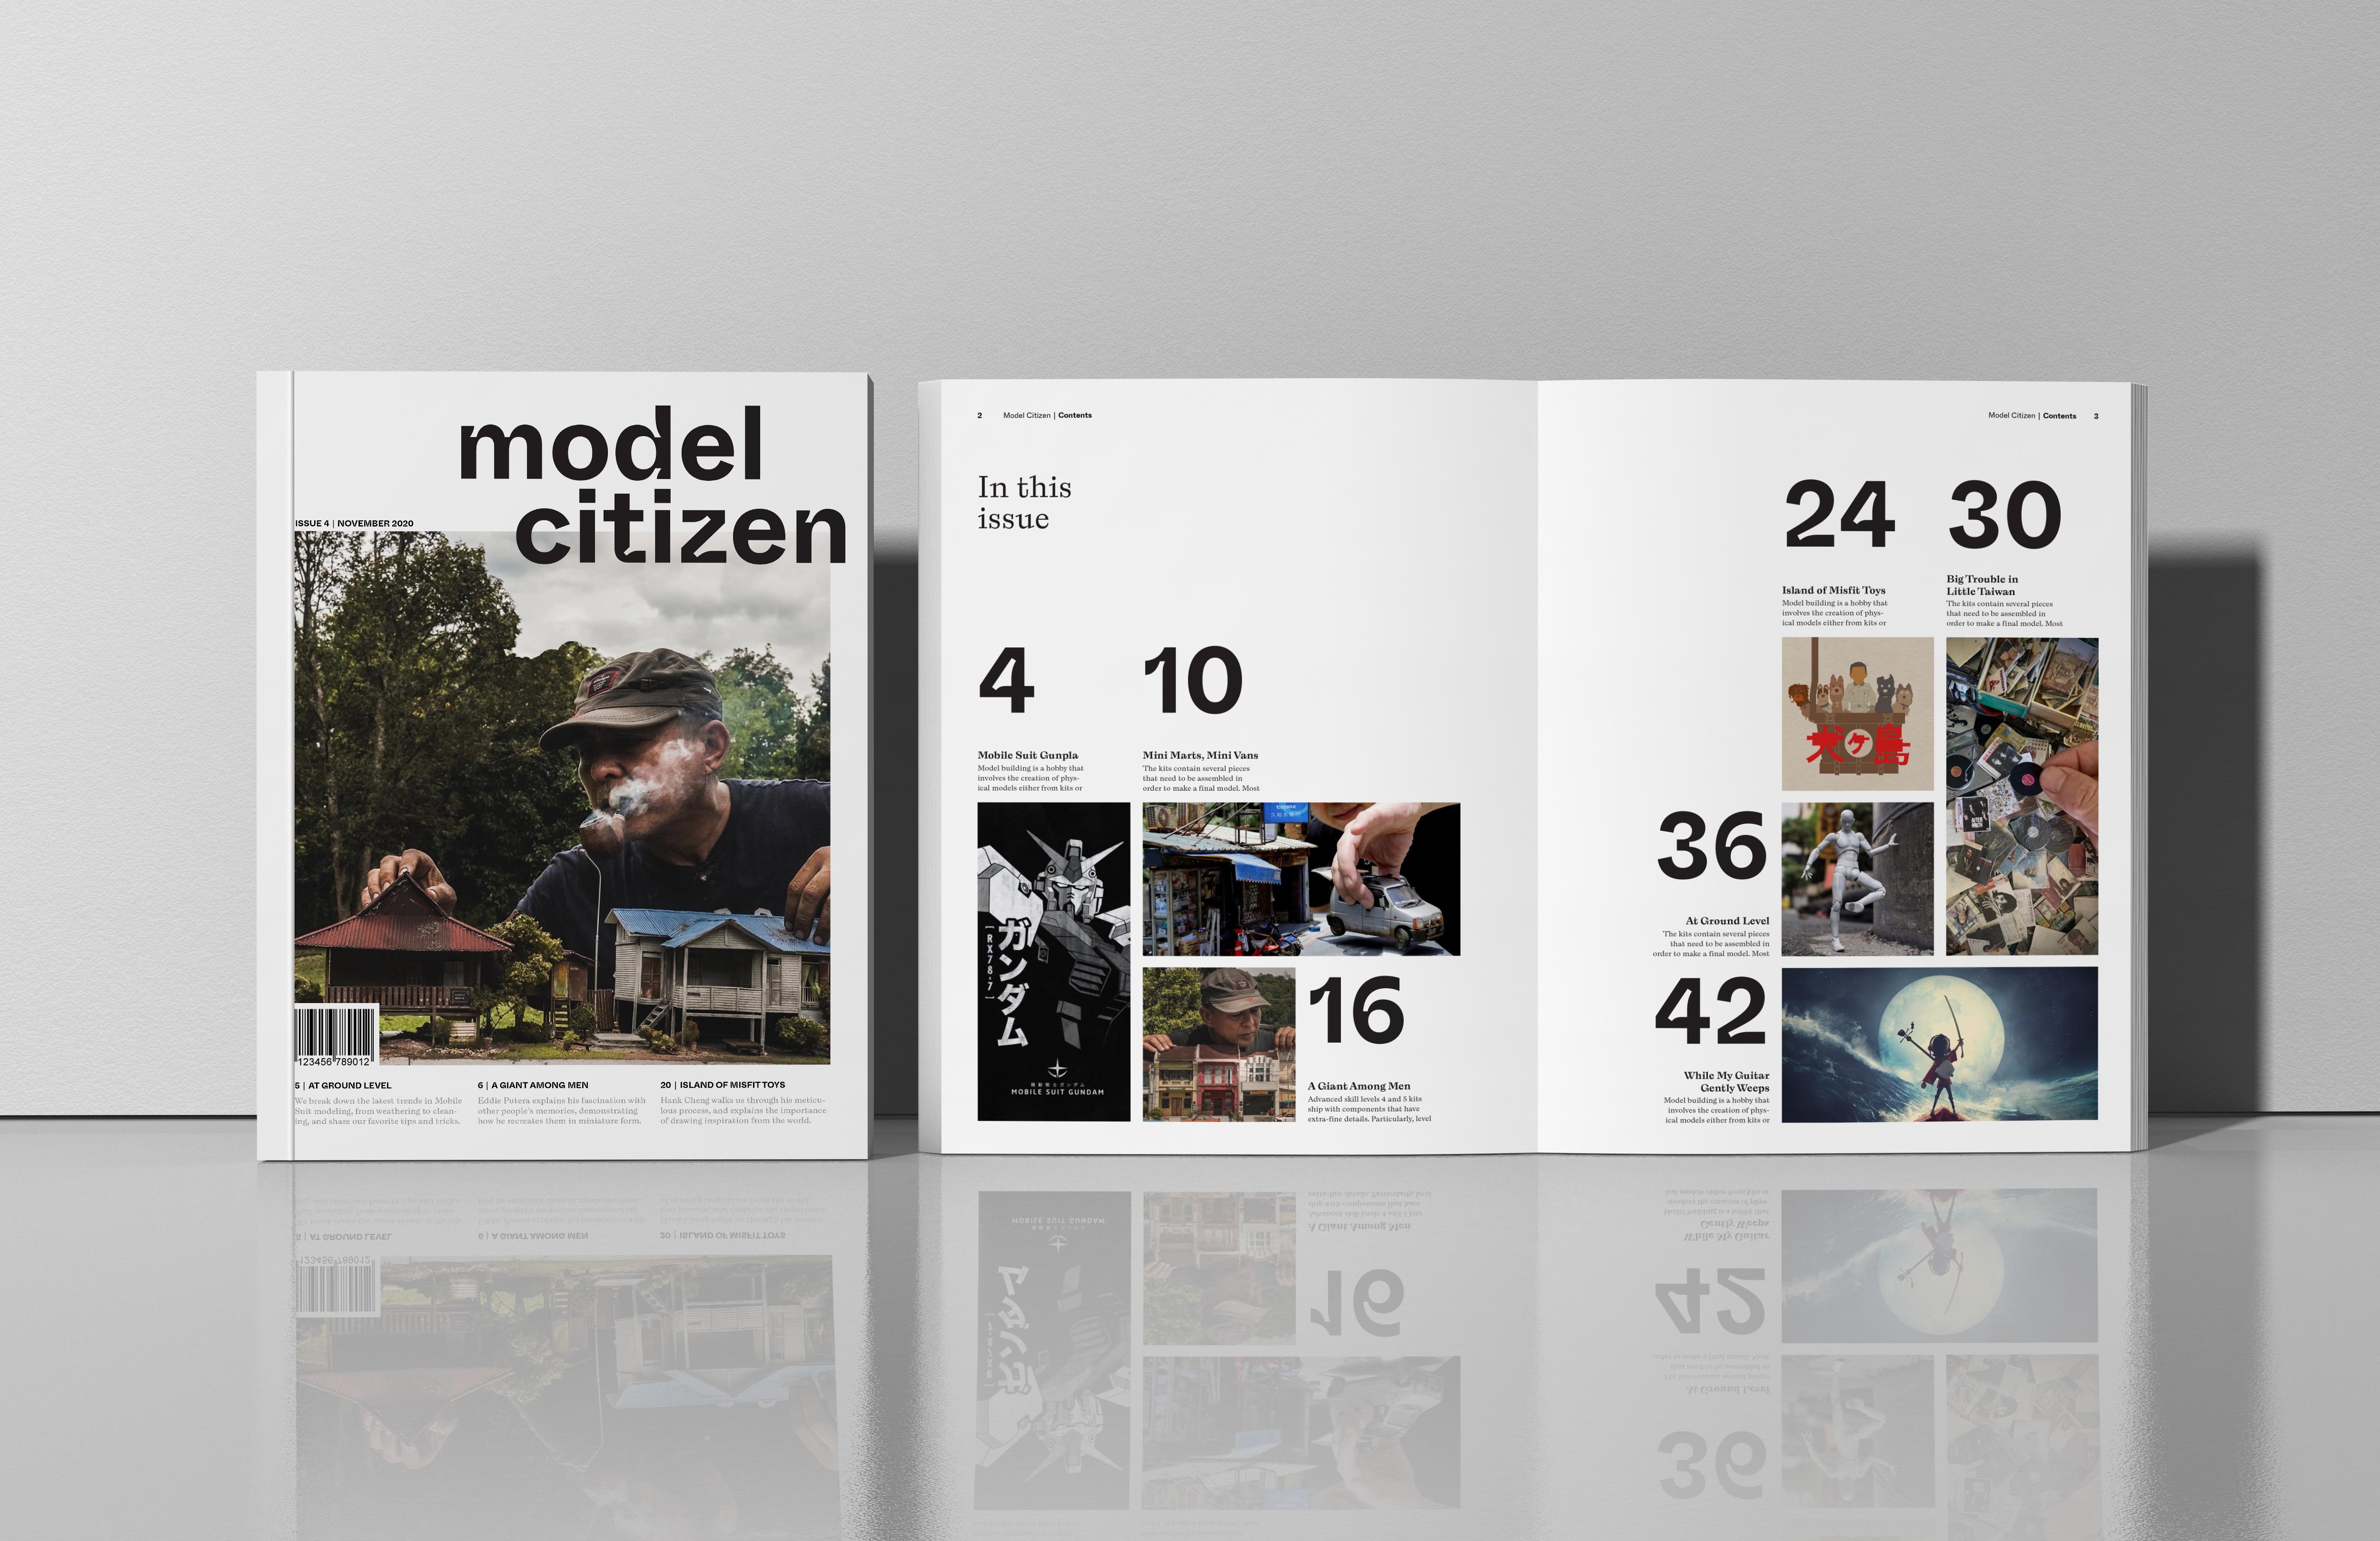 model
citizen
ISSUE 4 | NOVEMBER 2020
123456 789012
5 | AT GROUND LEVEL
We break down the latest trends in Mobile
Suit modeling, from weathering to clean-
ing, and share our favorite tips and tricks.
6 | A GIANT AMONG MEN
Eddie Putera explains his fascination with
other people's memories, demonstrating
how he recreates them in miniature form.
20 | ISLAND OF MISFIT TOYS
Hank Cheng walks us through his meticu-
lous process, and explains the importance
of drawing inspiration from the world.
2 Model Citizen | Contents
In this
issue
4
Mobile Suit Gunpla
Model building is a hobby that
involves the creation of phys-
ical models either from kits or
[RX78-7]
ガンダム
機動戦士ガンダム
MOBILE SUIT GUNDAM
10
Mini Marts, Mini Vans
The kits contain several pieces
that need to be assembled in
order to make a final model. Most
16
A Giant Among Men
Advanced skill levels 4 and 5 kits
ship with components that have
extra-fine details. Particularly, level
Model Citizen | Contents 3
24
Island of Misfit Toys
Model building is a hobby that
involves the creation of phys-
ical models either from kits or
犬ヶ島
30
Big Trouble in
Little Taiwan
The kits contain several pieces
that need to be assembled in
order to make a final model. Most
36
At Ground Level
The kits contain several pieces
that need to be assembled in
order to make a final model. Most
42
While My Guitar
Gently Weeps
Model building is a hobby that
involves the creation of phys-
ical models either from kits or